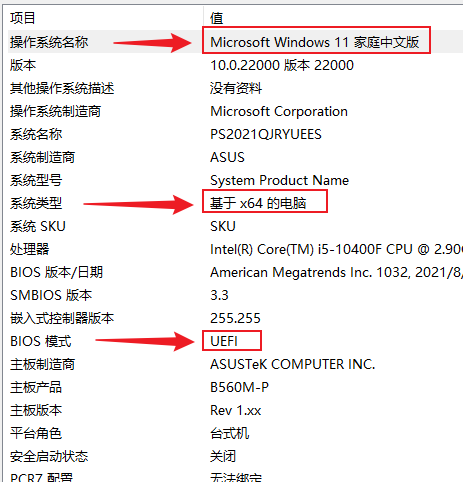 项目 值
操作系统名称 Microsoft Windows 11 家庭中文版
版本 10.0.22000 版本 22000
其他操作系统描述 没有资料
操作系统制造商 Microsoft Corporation
系统名称 PS2021QJRYUEES
系统制造商 ASUS
系统型号 System Product Name
系统类型 基于 x64 的电脑
系统 SKU SKU
处理器 Intel(R) Core(TM) i5-10400F CPU @ 2.90
BIOS 版本/日期 American Megatrends Inc. 1032, 2021/8/
SMBIOS 版本 3.3
嵌入式控制器版本 255.255
BIOS 模式 UEFI
主板制造商 ASUSTeK COMPUTER INC.
主板产品 B560M-P
主板版本 Rev 1.xx
平台角色 台式机
安全启动状态 关闭
PCR7 配置 无法绑定